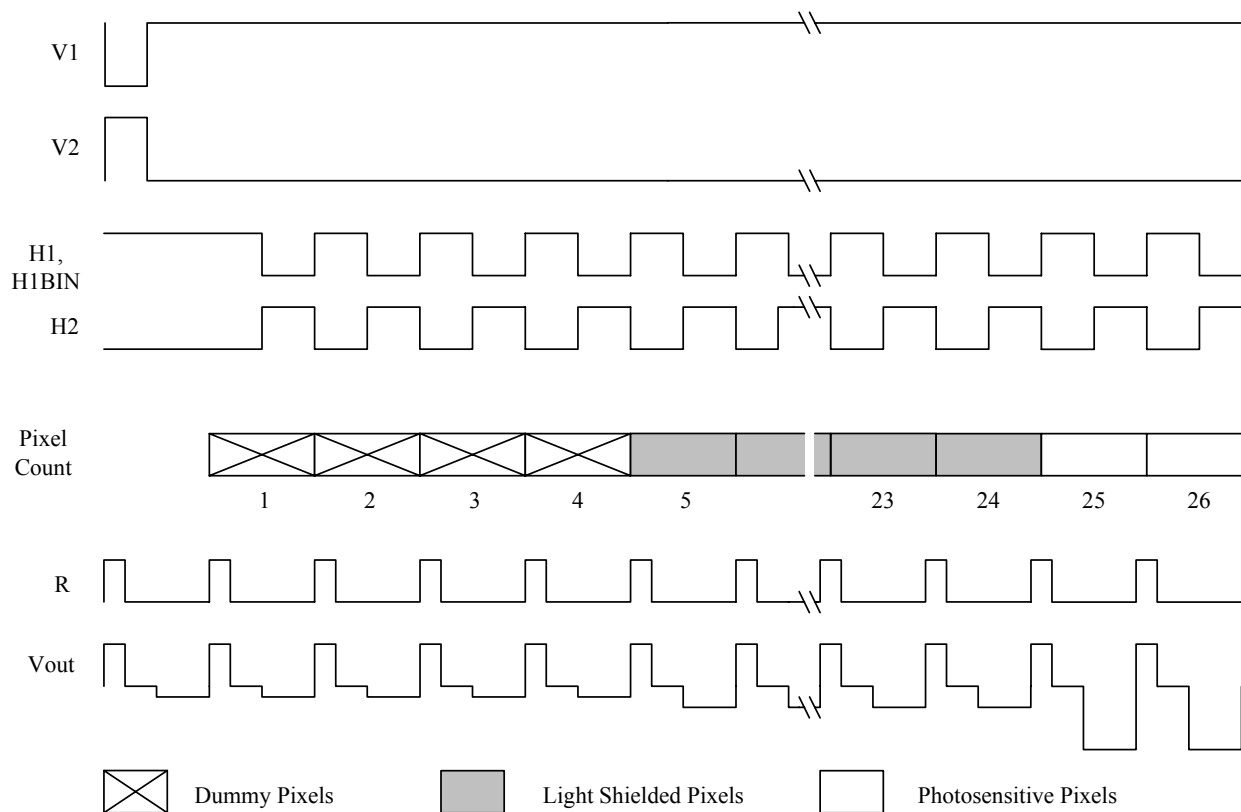 V1
V2
H1,
H1BIN
H2
Pixel
Count
1 2 3 4 5 23 24 25 26
R
Vout
Dummy Pixels Light Shielded Pixels Photosensitive Pixels